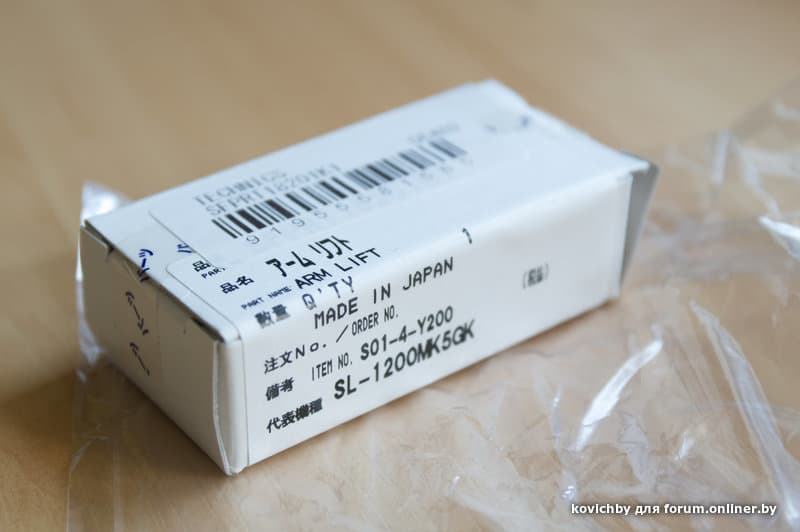 TECHNICS
SFPRT18201K1
品名 アーム リフト
PART NAME ARM LIFT
数量 Q'TY 1
MADE IN JAPAN
注文No./ORDER NO.
備考 ITEM NO. S01-4-Y200
代表機種 SL-1200MK5GK
kovichby для forum.onliner.by